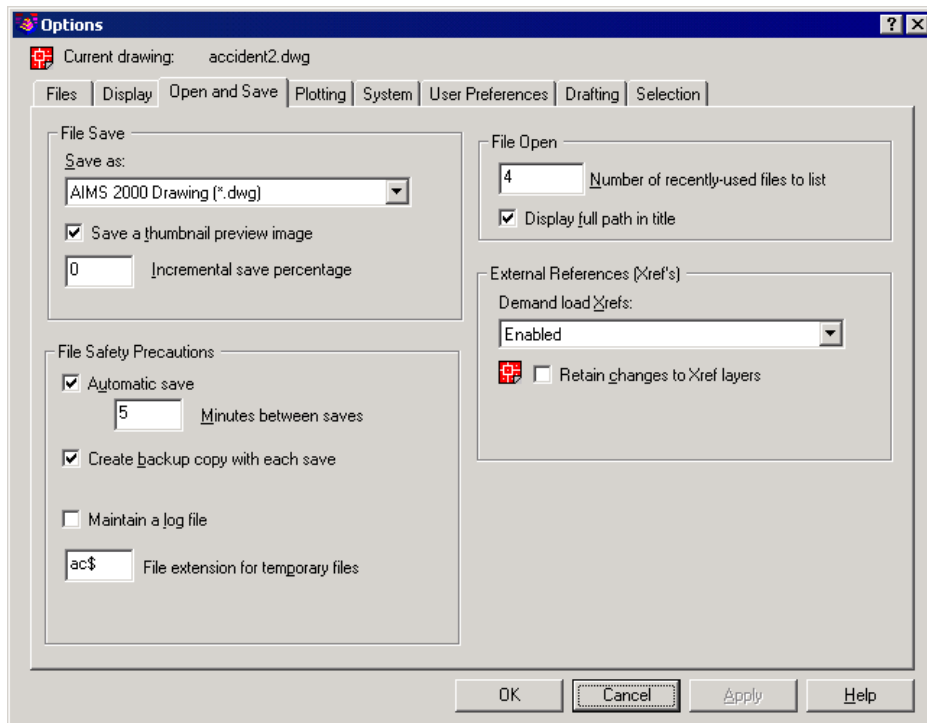 Options
Current drawing: accident2.dwg
Files Display Open and Save Plotting System User Preferences Drafting Selection
File Save
Save as:
AIMS 2000 Drawing (*.dwg)
Save a thumbnail preview image
0 Incremental save percentage
File Safety Precautions
Automatic save
5 Minutes between saves
Create backup copy with each save
Maintain a log file
ac$ File extension for temporary files
File Open
4 Number of recently-used files to list
Display full path in title
External References (Xref's)
Demand load Xrefs:
Enabled
Retain changes to Xref layers
OK Cancel Apply Help